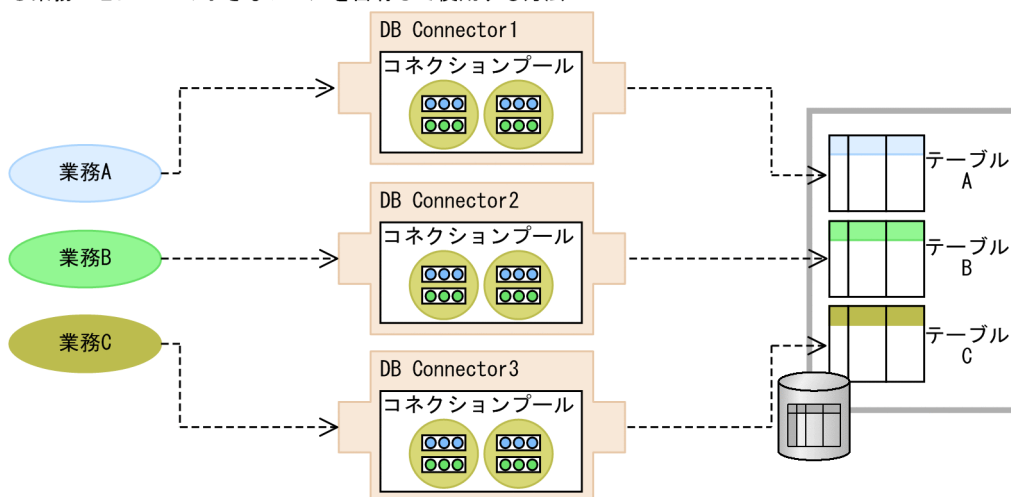 DB Connector1
コネクションプール
業務A
テーブル
A
DB Connector2
コネクションプール
業務B
テーブル
B
業務C
テーブル
C
DB Connector3
コネクションプール